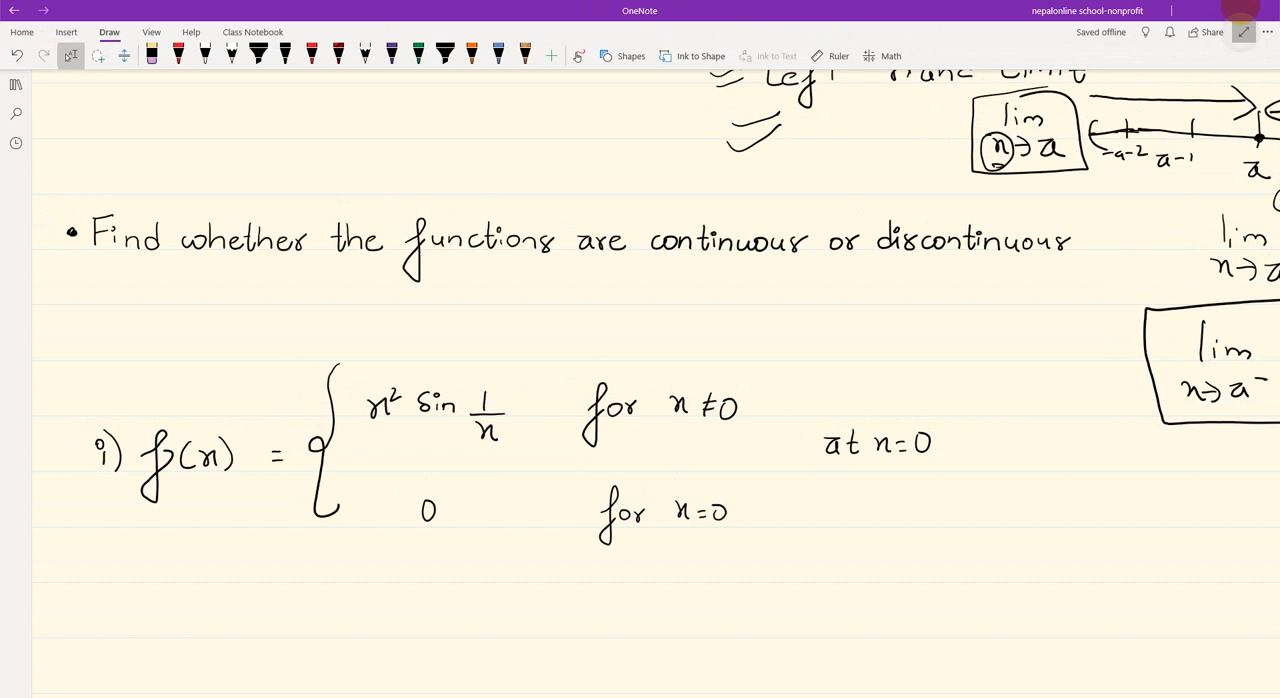 OneNote
nepalonline school-nonprofit
Home Insert Draw View Help Class Notebook
Saved offline Share
Shapes Ink to Shape Ink to Text Ruler Math
Left Hand Limit
lim
x→a
-a-2 a-1 a
• Find whether the functions are continuous or discontinuous
lim
x→a
lim
x→a⁻
x² sin 1/x for x≠0
i) f(x) = at x=0
0 for x=0